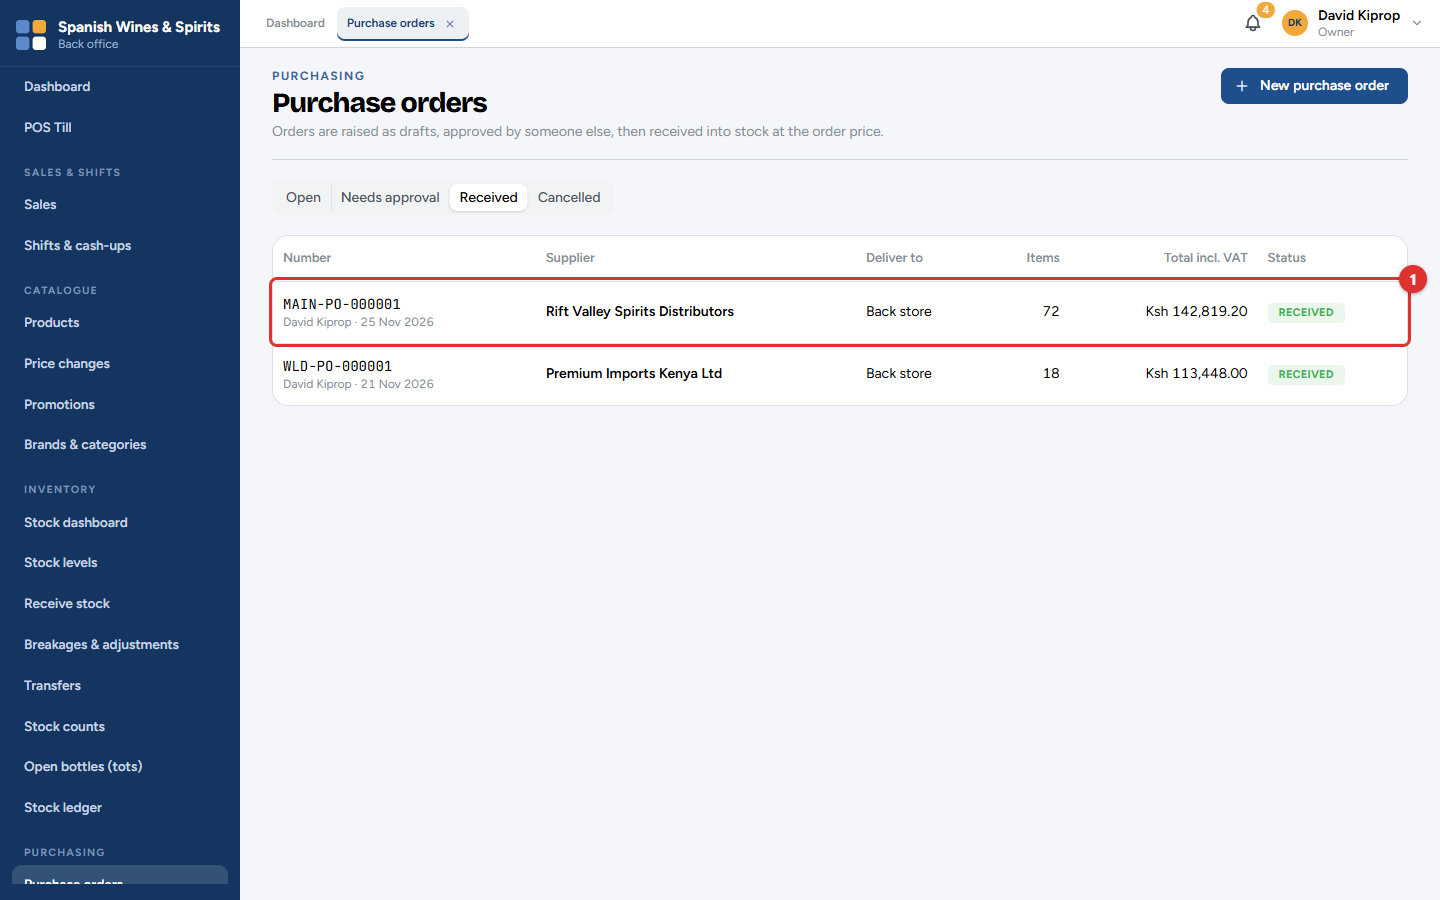 Spanish Wines & Spirits
Back office
Dashboard
POS Till
SALES & SHIFTS
Sales
Shifts & cash-ups
CATALOGUE
Products
Price changes
Promotions
Brands & categories
INVENTORY
Stock dashboard
Stock levels
Receive stock
Breakages & adjustments
Transfers
Stock counts
Open bottles (tots)
Stock ledger
PURCHASING
Purchase orders
Dashboard
Purchase orders ×
4
DK
David Kiprop
Owner
PURCHASING
Purchase orders
Orders are raised as drafts, approved by someone else, then received into stock at the order price.
+ New purchase order
Open Needs approval Received Cancelled
Number Supplier Deliver to Items Total incl. VAT Status
1
MAIN-PO-000001 Rift Valley Spirits Distributors Back store 72 Ksh 142,819.20 RECEIVED
David Kiprop · 25 Nov 2026
WLD-PO-000001 Premium Imports Kenya Ltd Back store 18 Ksh 113,448.00 RECEIVED
David Kiprop · 21 Nov 2026